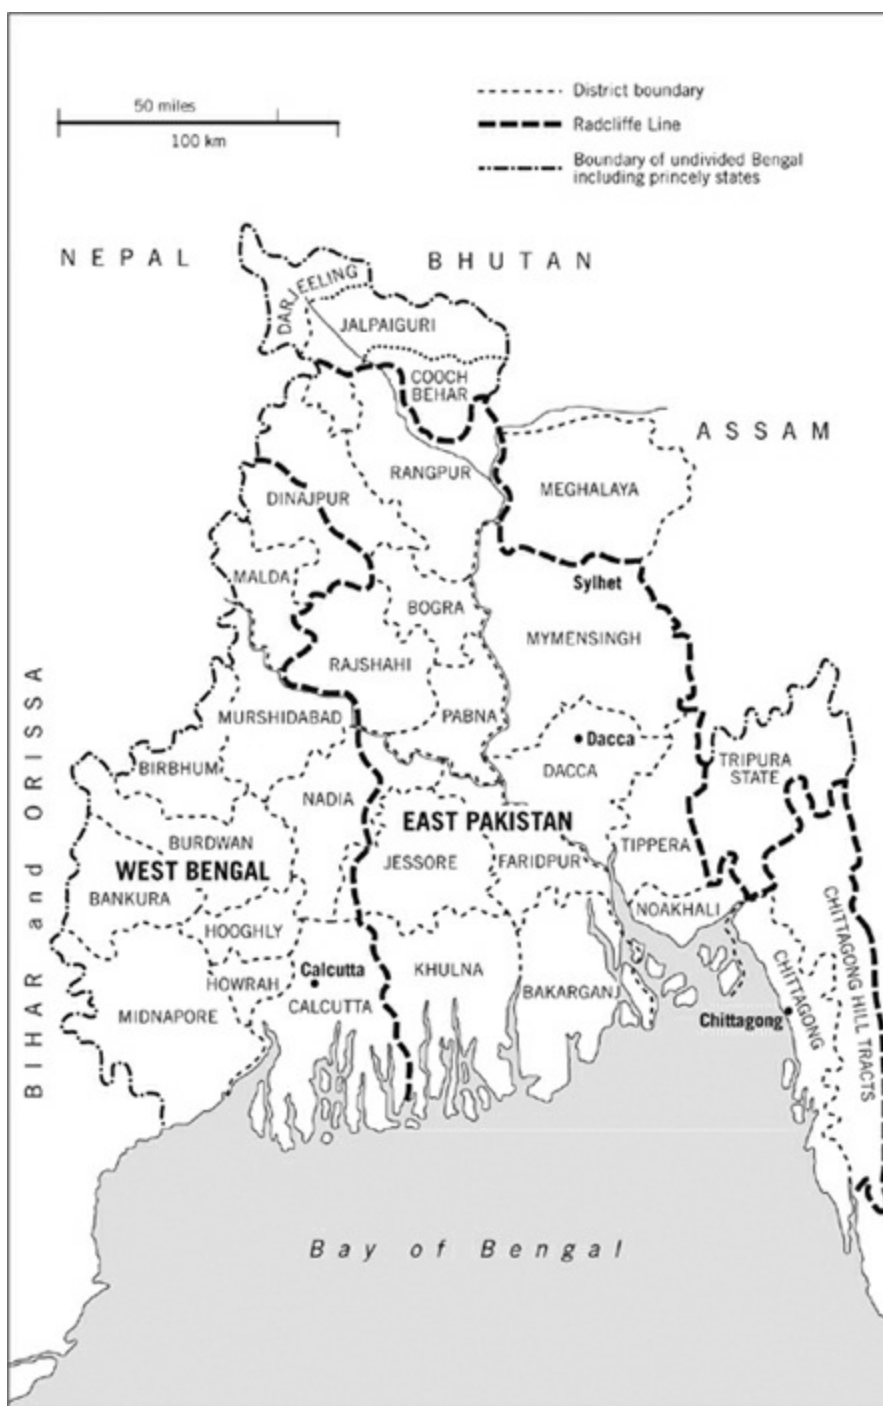 50 miles
100 km
District boundary
Radcliffe Line
Boundary of undivided Bengal
including princely states
NEPAL
BHUTAN
DARJEELING
JALPAIGURI
COOCH
BEHAR
ASSAM
RANGPUR
MEGHALAYA
DINAJPUR
MALDA
Sylhet
BOGRA
MYMENSINGH
RAJSHAHI
MURSHIDABAD
PABNA
Dacca
DACCA
BIRBHUM
TRIPURA
STATE
NADIA
EAST PAKISTAN
BURDWAN
TIPPERA
WEST BENGAL
JESSORE
FARIDPUR
BANKURA
NOAKHALI
HOOGHLY
CHITTAGONG HILL TRACTS
Calcutta
KHULNA
HOWRAH
BAKARGANJ
CALCUTTA
CHITTAGONG
MIDNAPORE
Chittagong
BIHAR and ORISSA
Bay of Bengal